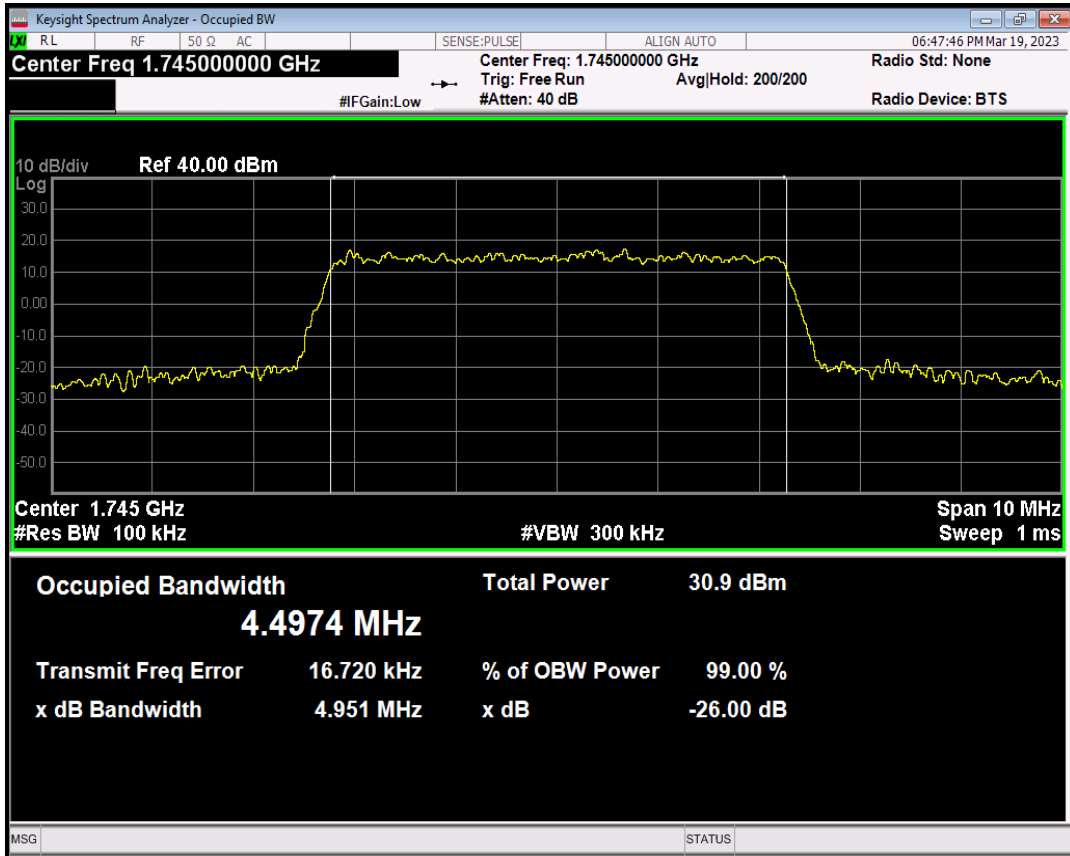 Keysight Spectrum Analyzer - Occupied BW
LXI RL RF 50 Ω AC SENSE:PULSE ALIGN AUTO 06:47:46 PM Mar 19, 2023
Center Freq 1.745000000 GHz Center Freq: 1.745000000 GHz Radio Std: None
Trig: Free Run Avg|Hold: 200/200
#IFGain:Low #Atten: 40 dB Radio Device: BTS
10 dB/div Ref 40.00 dBm
Log
30.0
20.0
10.0
0.00
-10.0
-20.0
-30.0
-40.0
-50.0
Center 1.745 GHz Span 10 MHz
#Res BW 100 kHz #VBW 300 kHz Sweep 1 ms
Occupied Bandwidth Total Power 30.9 dBm
4.4974 MHz
Transmit Freq Error 16.720 kHz % of OBW Power 99.00 %
x dB Bandwidth 4.951 MHz x dB -26.00 dB
MSG STATUS